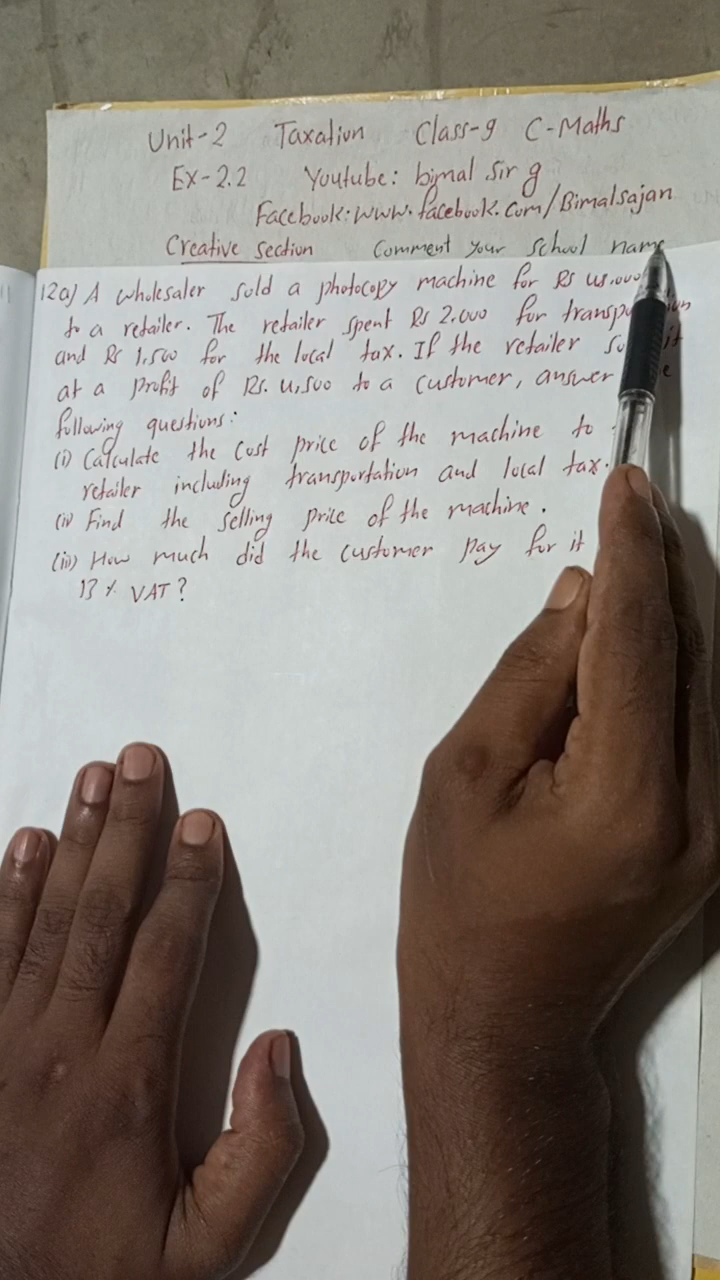 Unit-2 Taxation Class-9 C-Maths
Ex-2.2 Youtube: bimal sir g
Facebook: www.facebook.com/Bimalsajan
Creative section Comment your school name
12a) A wholesaler sold a photocopy machine for Rs
to a retailer. The retailer spent Rs 2,000 for
and Rs 1,500 for the local tax. If the retailer
at a profit of Rs. 4,500 to a customer, answer
following questions:
(i) Calculate the cost price of the machine to
retailer including transportation and local tax.
(ii) Find the selling price of the machine.
(iii) How much did the customer pay for it
13% VAT?